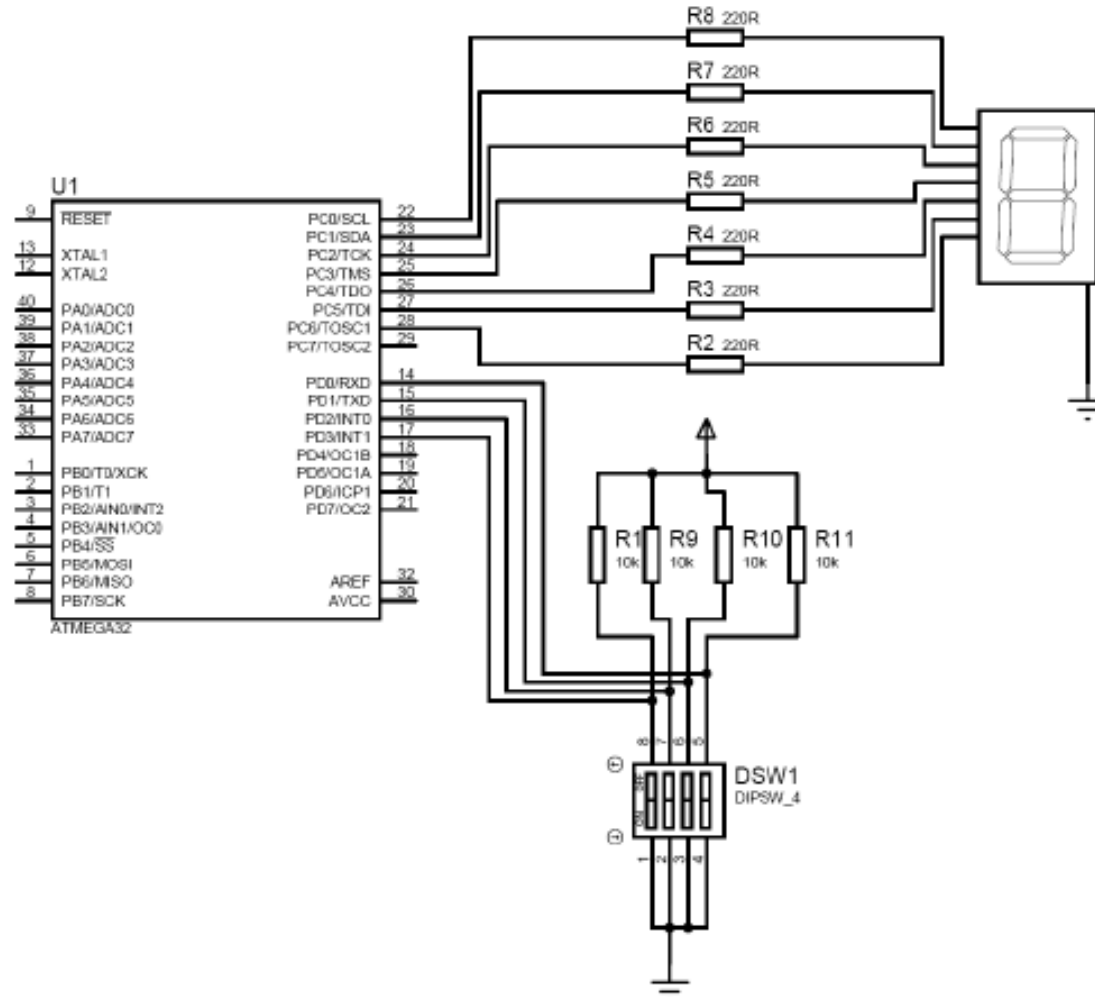 R8 220R
R7 220R
R6 220R
R5 220R
R4 220R
R3 220R
R2 220R
U1
9 RESET
13 XTAL1
12 XTAL2
40 PA0/ADC0
39 PA1/ADC1
38 PA2/ADC2
37 PA3/ADC3
36 PA4/ADC4
35 PA5/ADC5
34 PA6/ADC6
33 PA7/ADC7
1 PB0/T0/XCK
2 PB1/T1
3 PB2/AIN0/INT2
4 PB3/AIN1/OC0
5 PB4/SS
6 PB5/MOSI
7 PB6/MISO
8 PB7/SCK
PC0/SCL 22
PC1/SDA 23
PC2/TCK 24
PC3/TMS 25
PC4/TDO 26
PC5/TDI 27
PC6/TOSC1 28
PC7/TOSC2 29
PD0/RXD 14
PD1/TXD 15
PD2/INT0 16
PD3/INT1 17
PD4/OC1B 18
PD5/OC1A 19
PD6/ICP1 20
PD7/OC2 21
AREF 32
AVCC 30
ATMEGA32
R1 10k
R9 10k
R10 10k
R11 10k
8 7 6 5
OFF
ON
DSW1
DIPSW_4
1 2 3 4